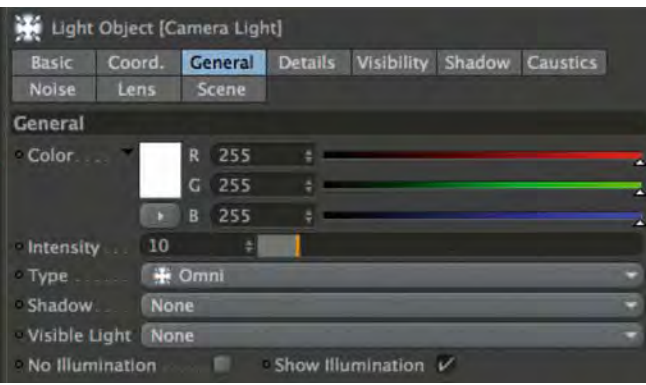 Light Object [Camera Light]
Basic Coord. General Details Visibility Shadow Caustics
Noise Lens Scene
General
Color R 255
G 255
B 255
Intensity 10
Type Omni
Shadow None
Visible Light None
No Illumination Show Illumination